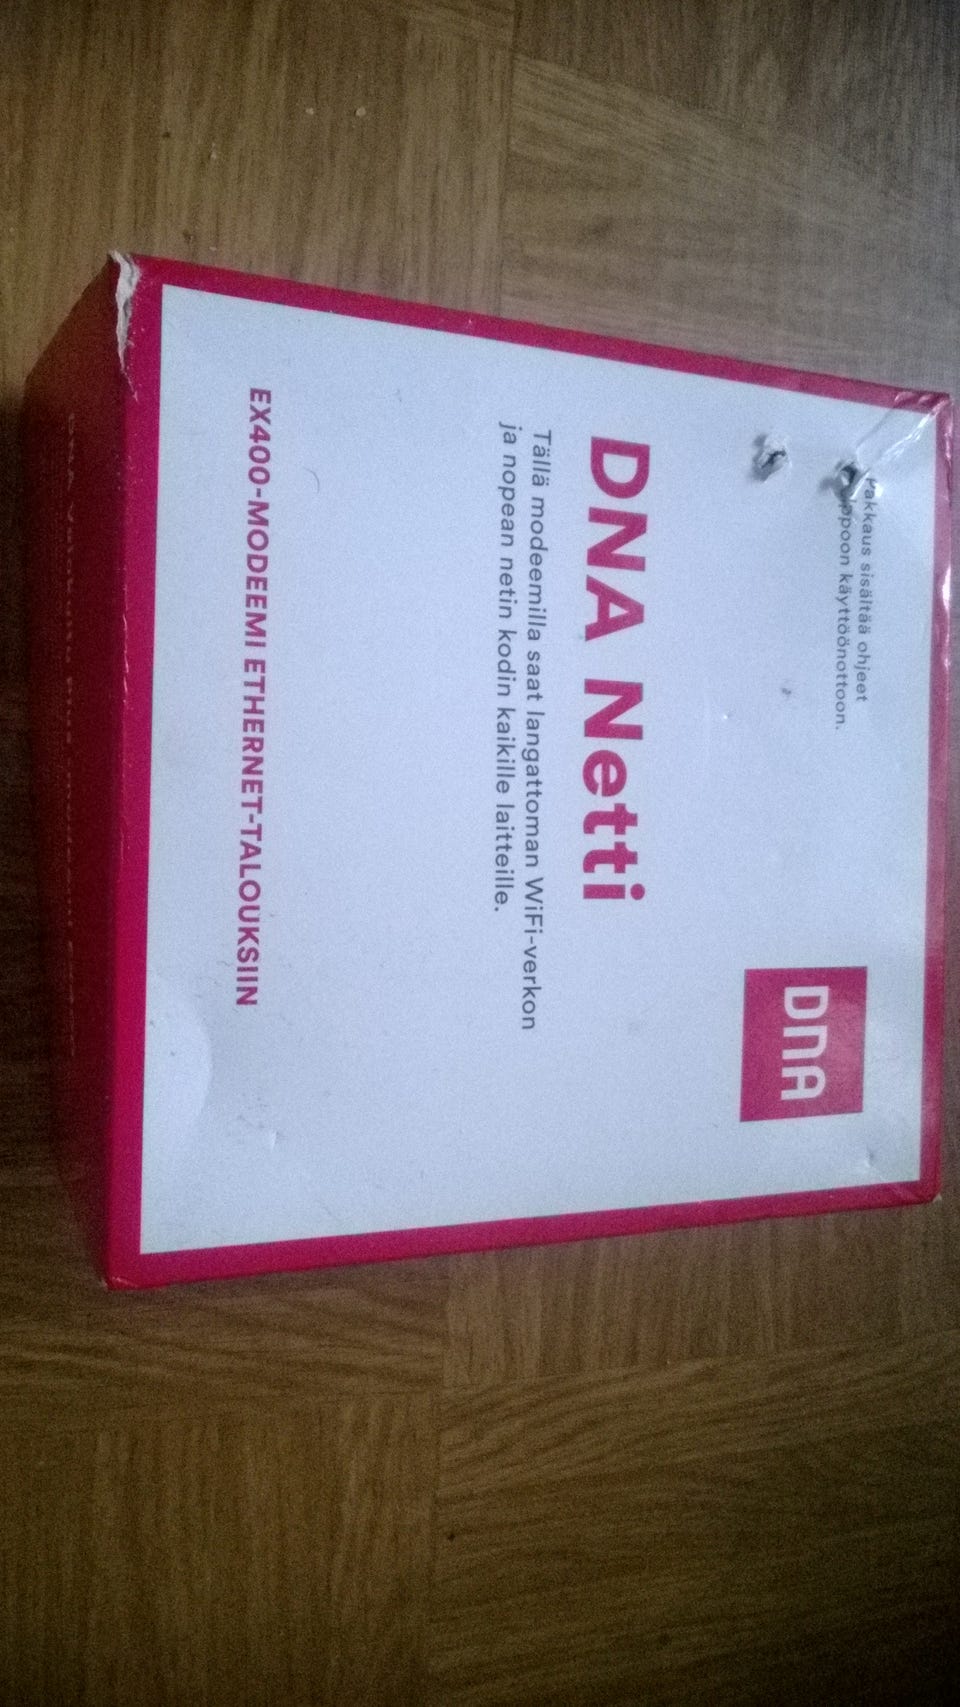 Pakkaus sisältää ohjeet
käyttöönottoon.
DNA
DNA Netti
Tällä modeemilla saat langattoman WiFi-verkon
ja nopean netin kodin kaikille laitteille.
EX400-MODEEMI ETHERNET-TALOUKSIIN